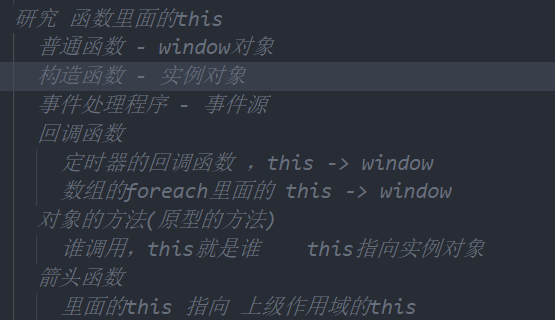 研究 函数里面的this
普通函数 - window对象
构造函数 - 实例对象
事件处理程序 - 事件源
回调函数
定时器的回调函数 ，this -> window
数组的foreach里面的 this -> window
对象的方法(原型的方法)
谁调用，this就是谁    this指向实例对象
箭头函数
里面的this 指向 上级作用域的this